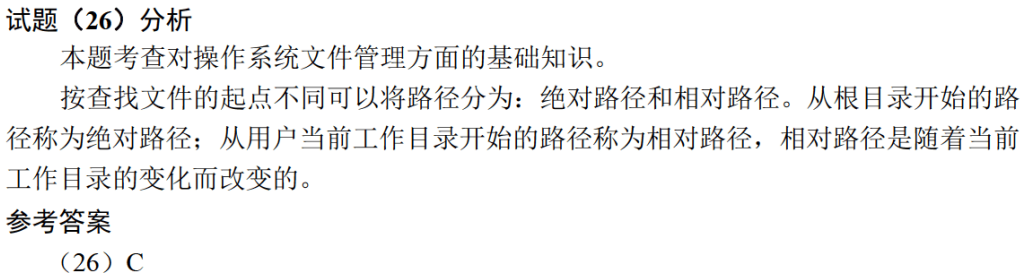 试题（26）分析
本题考查对操作系统文件管理方面的基础知识。
按查找文件的起点不同可以将路径分为：绝对路径和相对路径。从根目录开始的路
径称为绝对路径；从用户当前工作目录开始的路径称为相对路径，相对路径是随着当前
工作目录的变化而改变的。
参考答案
（26）C